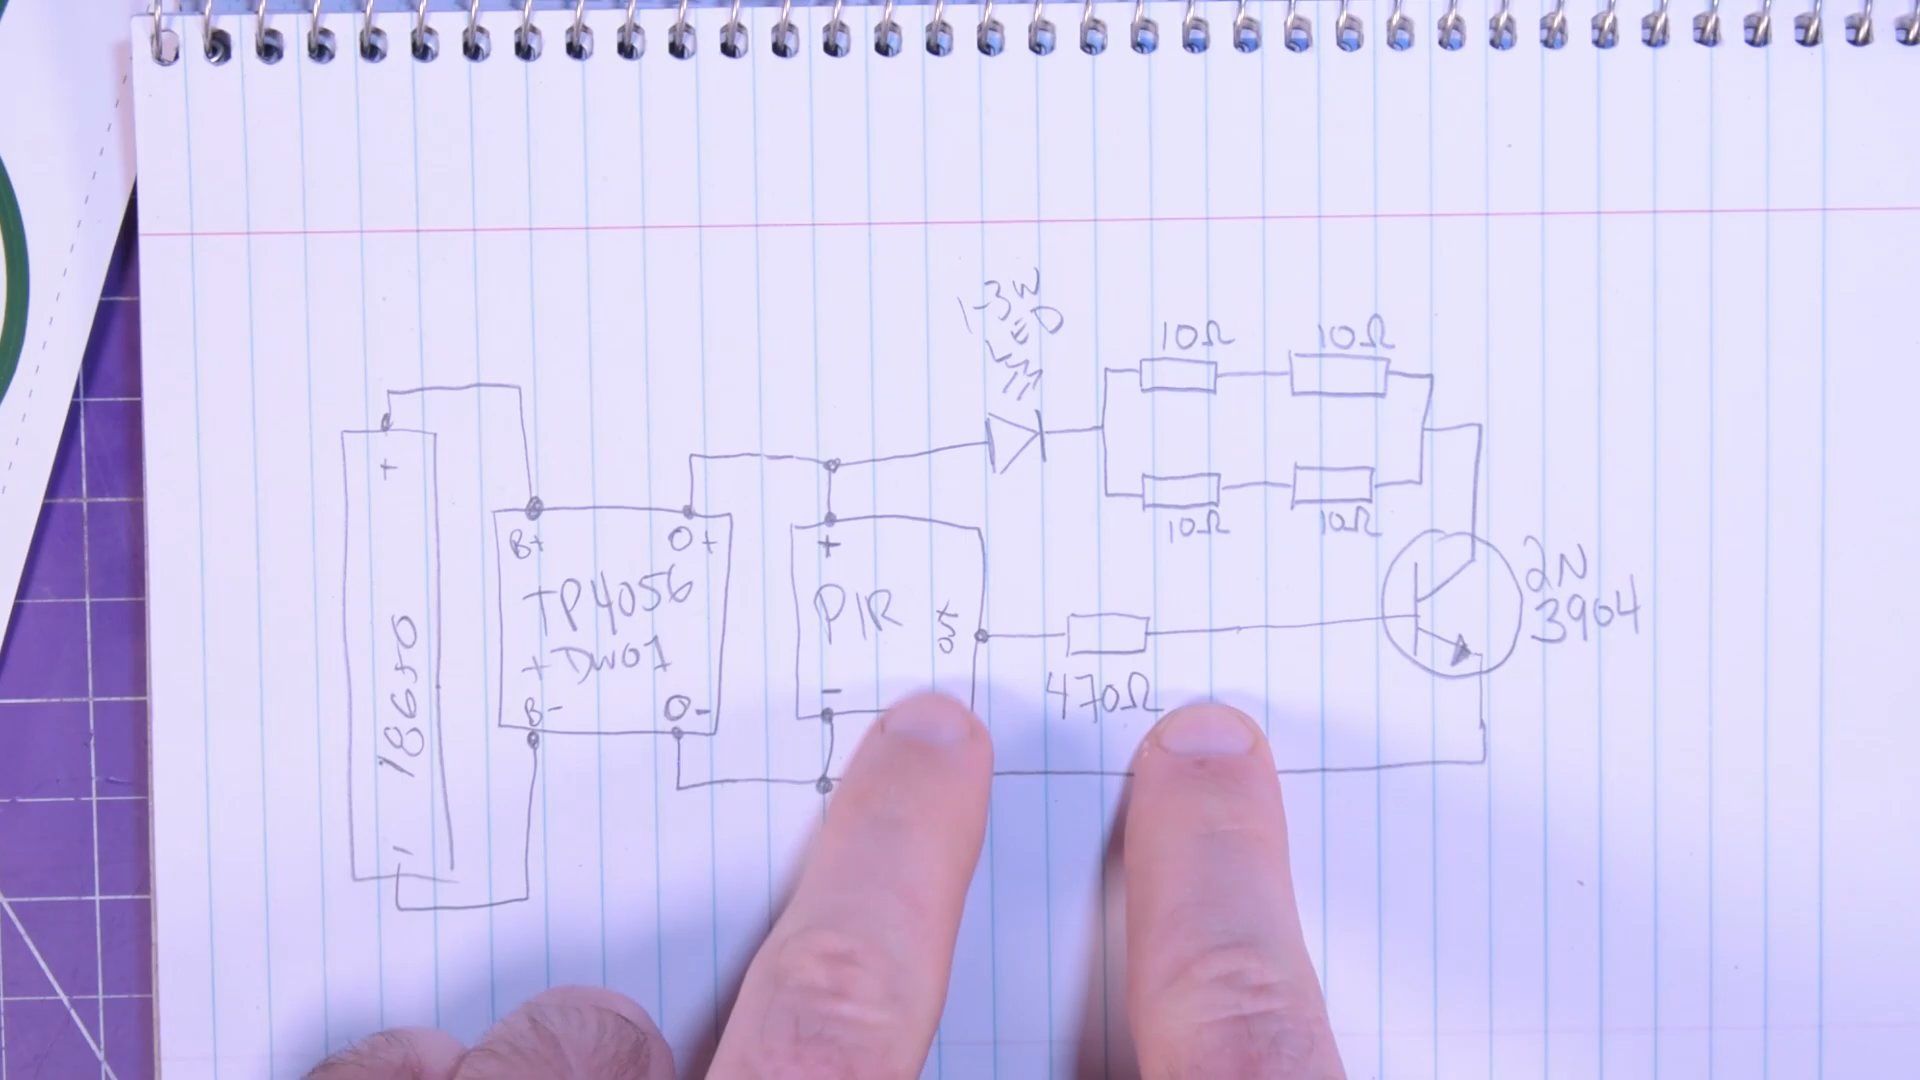 1-3W
LED
10Ω
10Ω
10Ω
10Ω
+
18650
-
B+
O+
TP4056
+DW01
B-
O-
+
PIR
out
-
470Ω
2N
3904